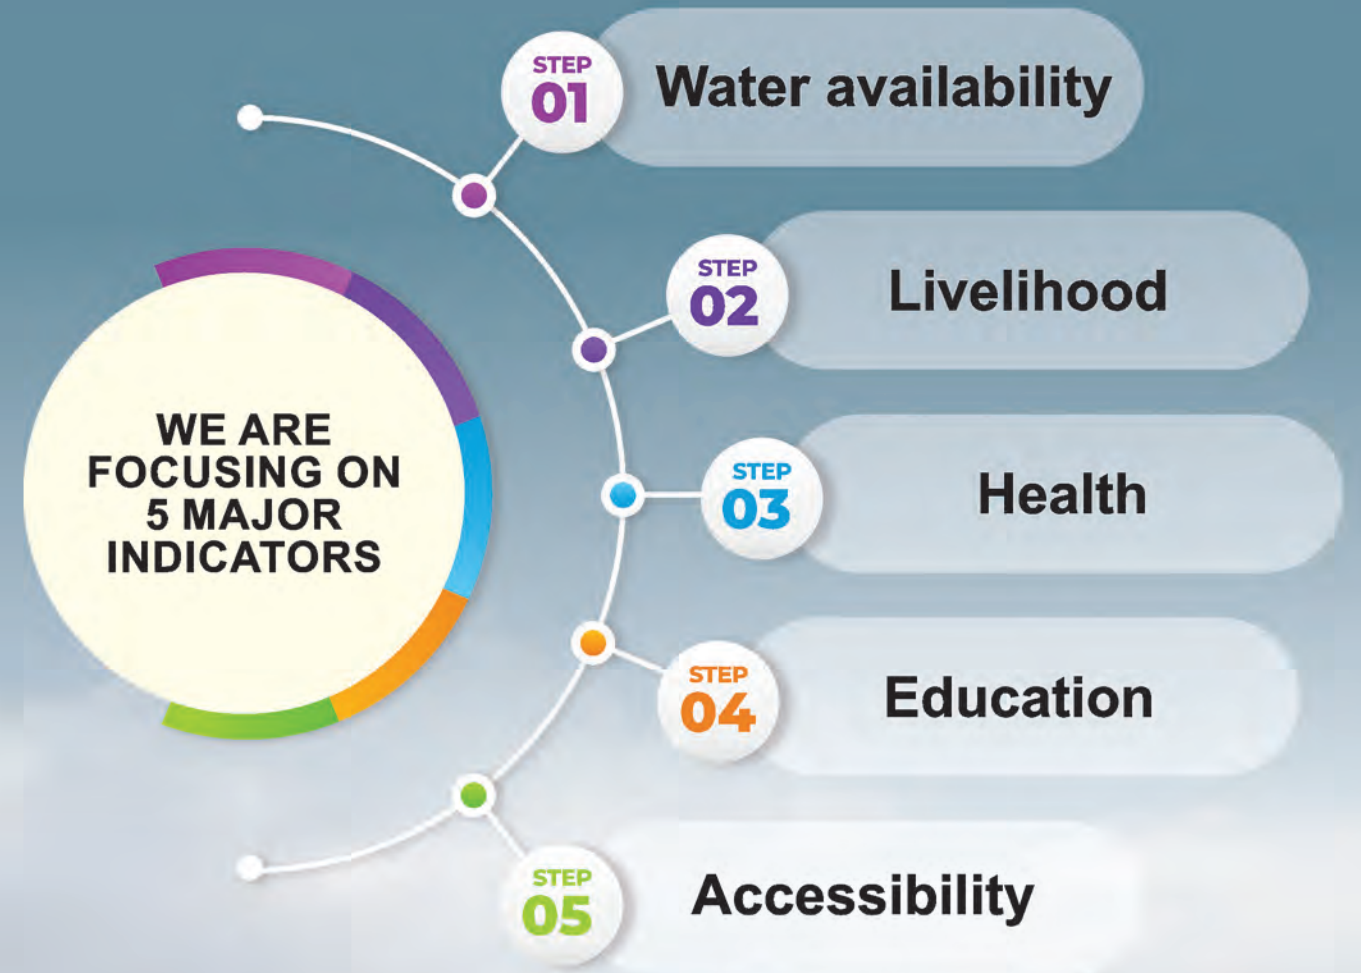 WE ARE
FOCUSING ON
5 MAJOR
INDICATORS
STEP
01
Water availability
STEP
02
Livelihood
STEP
03
Health
STEP
04
Education
STEP
05
Accessibility